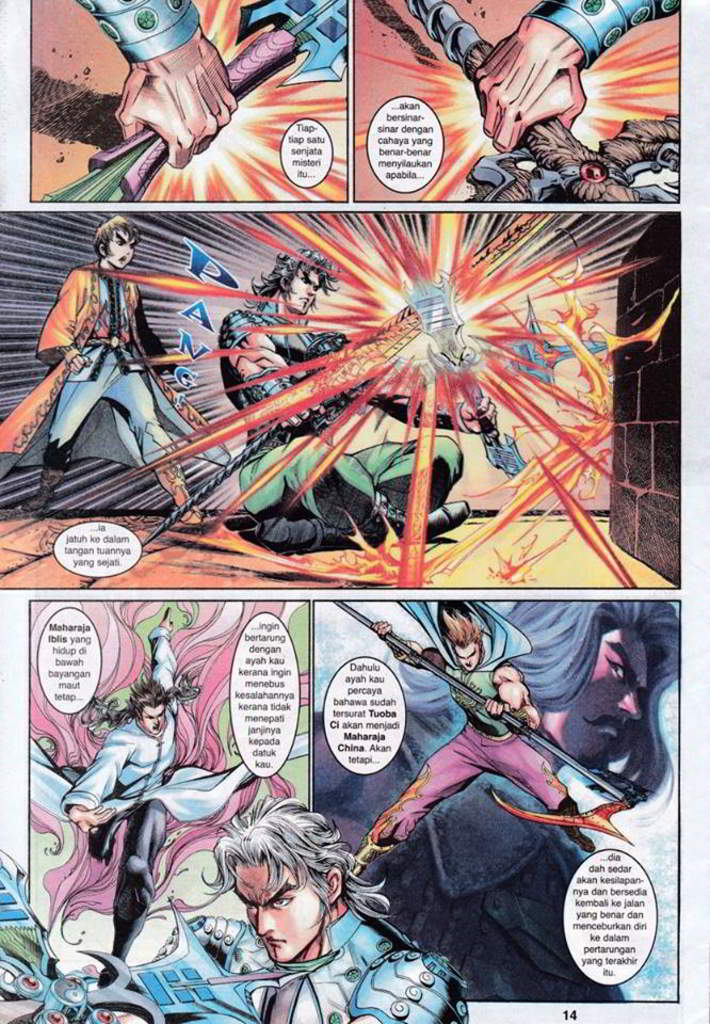 Tiap-
tiap satu
senjata
misteri
itu...
...akan
bersinar-
sinar dengan
cahaya yang
benar-benar
menyilaukan
apabila...
PANG
...ia
jatuh ke dalam
tangan tuannya
yang sejati.
Maharaja
Iblis yang
hidup di
bawah
bayangan
maut
tetap...
...ingin
bertarung
dengan
ayah kau
kerana ingin
menebus
kesalahannya
kerana tidak
menepati
janjinya
kepada
datuk
kau.
Dahulu
ayah kau
percaya
bahawa sudah
tersurat Tuoba
Ci akan menjadi
Maharaja
China. Akan
tetapi...
...dia
dah sedar
akan kesilapan-
nya dan bersedia
kembali ke jalan
yang benar dan
menceburkan diri
ke dalam
pertarungan
yang terakhir
itu.
14